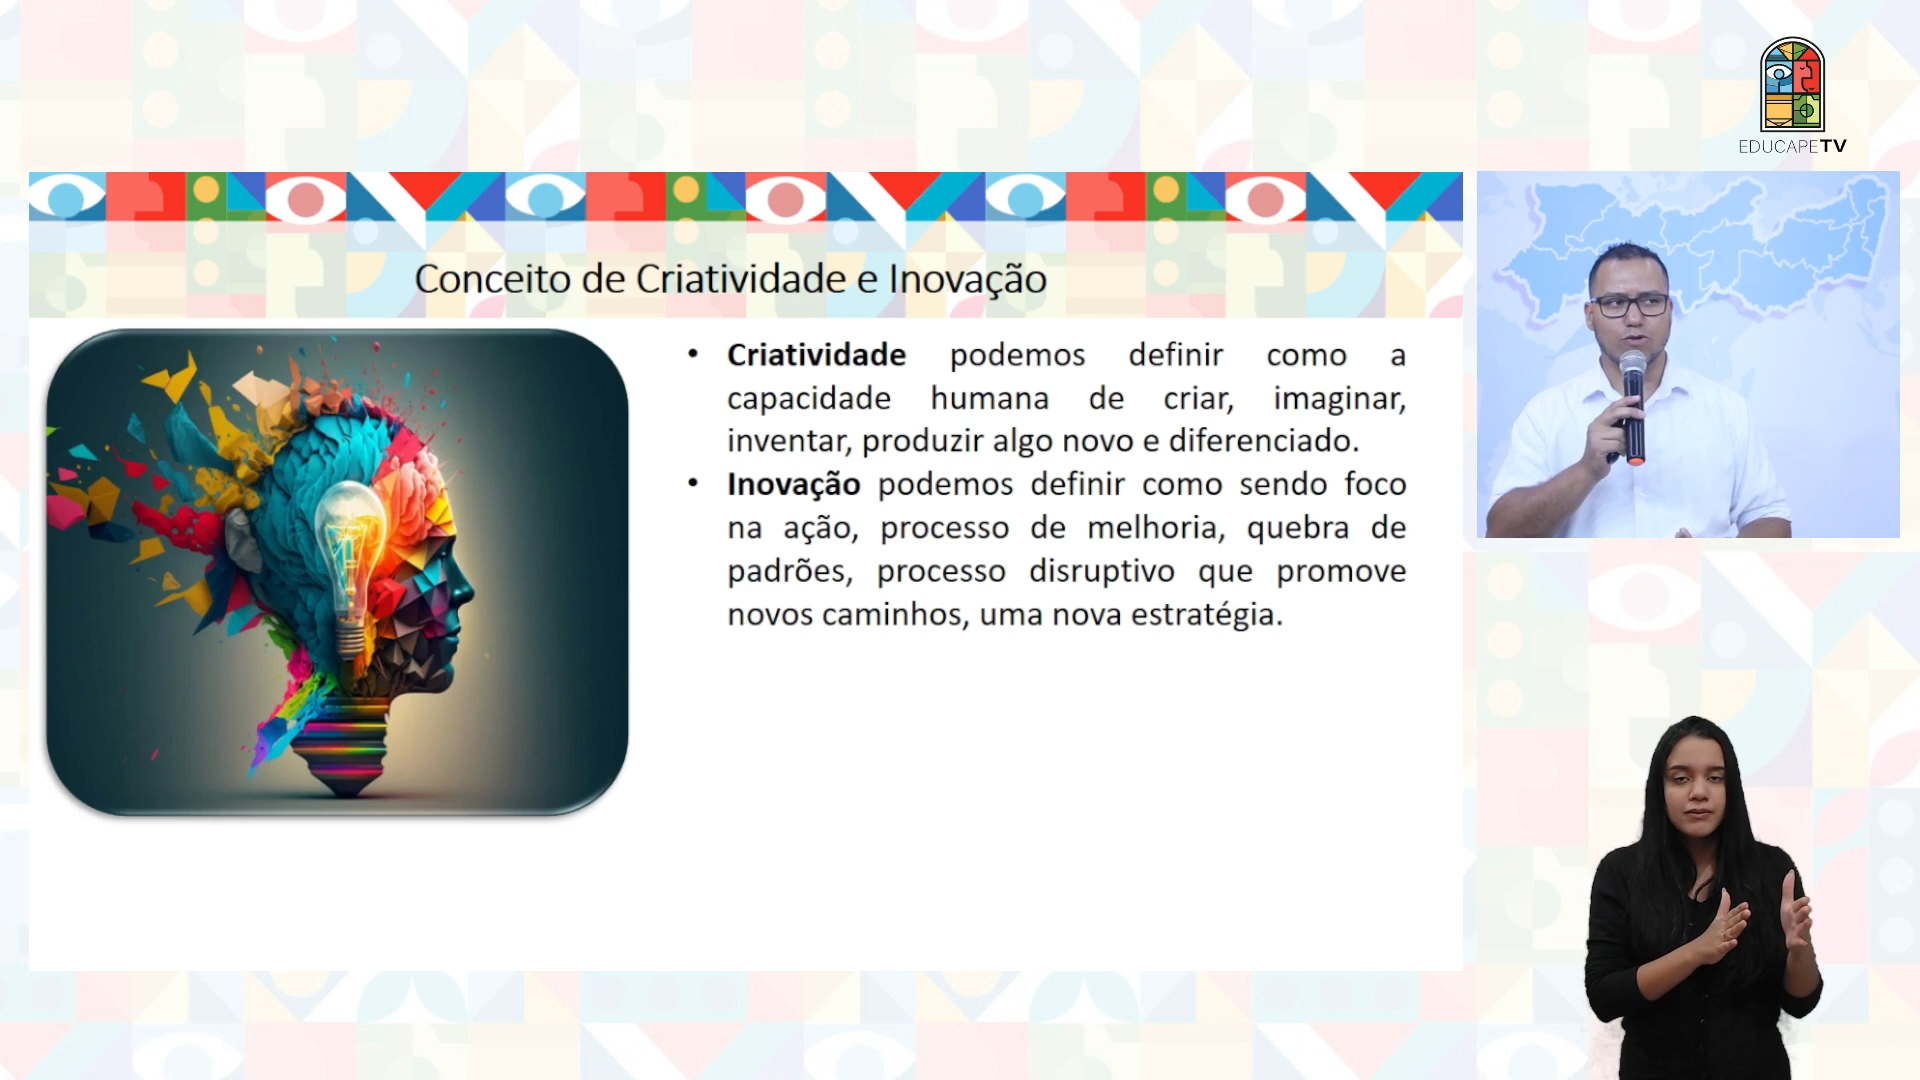 EDUCAPETV
Conceito de Criatividade e Inovação
• Criatividade podemos definir como a
capacidade humana de criar, imaginar,
inventar, produzir algo novo e diferenciado.
• Inovação podemos definir como sendo foco
na ação, processo de melhoria, quebra de
padrões, processo disruptivo que promove
novos caminhos, uma nova estratégia.